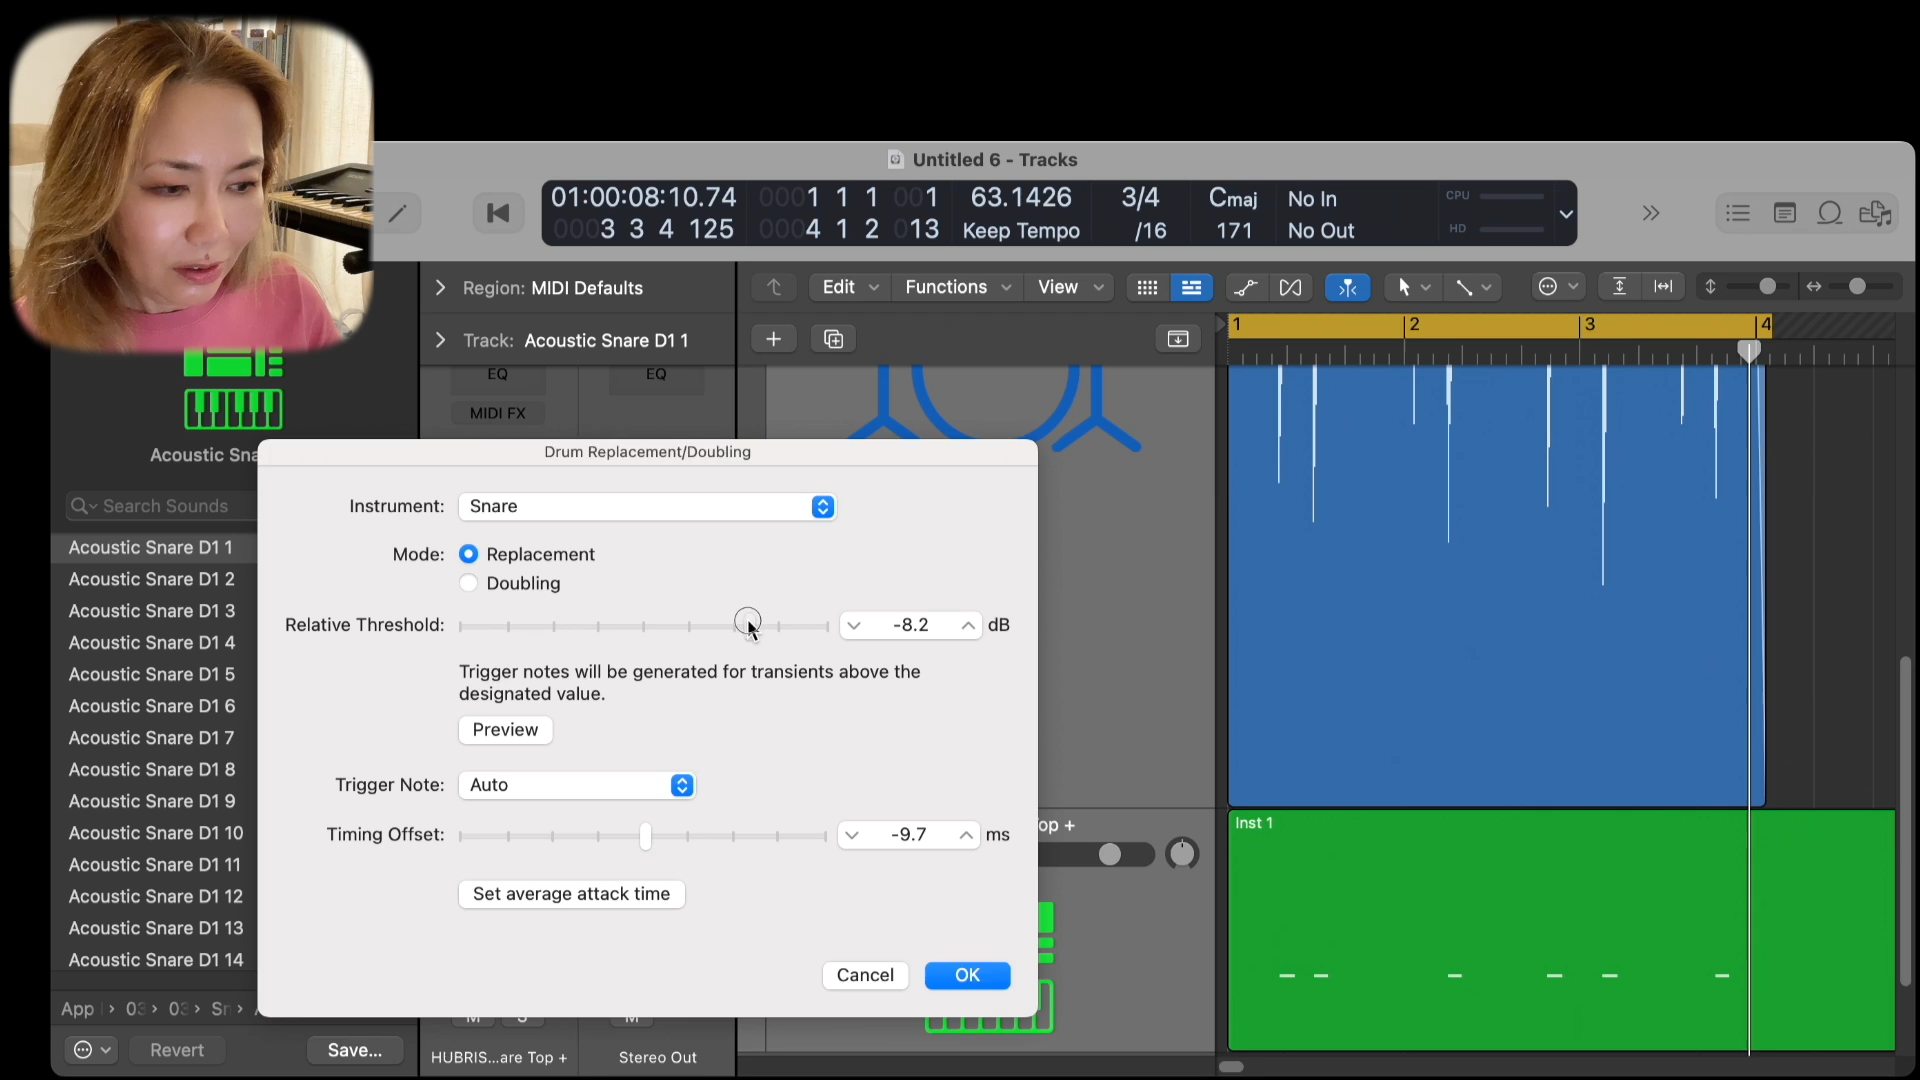 Untitled 6 - Tracks
01:00:08:10.74
0003 3 4 125
0001 1 1 001
0004 1 2 013
63.1426
Keep Tempo
3/4
/16
Cmaj
171
No In
No Out
CPU
HD
Region: MIDI Defaults
Track: Acoustic Snare D1 1
Edit
Functions
View
1
2
3
4
EQ
EQ
MIDI FX
Acoustic Sna
Search Sounds
Acoustic Snare D1 1
Acoustic Snare D1 2
Acoustic Snare D1 3
Acoustic Snare D1 4
Acoustic Snare D1 5
Acoustic Snare D1 6
Acoustic Snare D1 7
Acoustic Snare D1 8
Acoustic Snare D1 9
Acoustic Snare D1 10
Acoustic Snare D1 11
Acoustic Snare D1 12
Acoustic Snare D1 13
Acoustic Snare D1 14
App
Revert
Save...
Drum Replacement/Doubling
Instrument: Snare
Mode: Replacement
Doubling
Relative Threshold: -8.2 dB
Trigger notes will be generated for transients above the
designated value.
Preview
Trigger Note: Auto
Timing Offset: -9.7 ms
Set average attack time
Cancel
OK
op +
Inst 1
M
S
M
HUBRIS...are Top +
Stereo Out